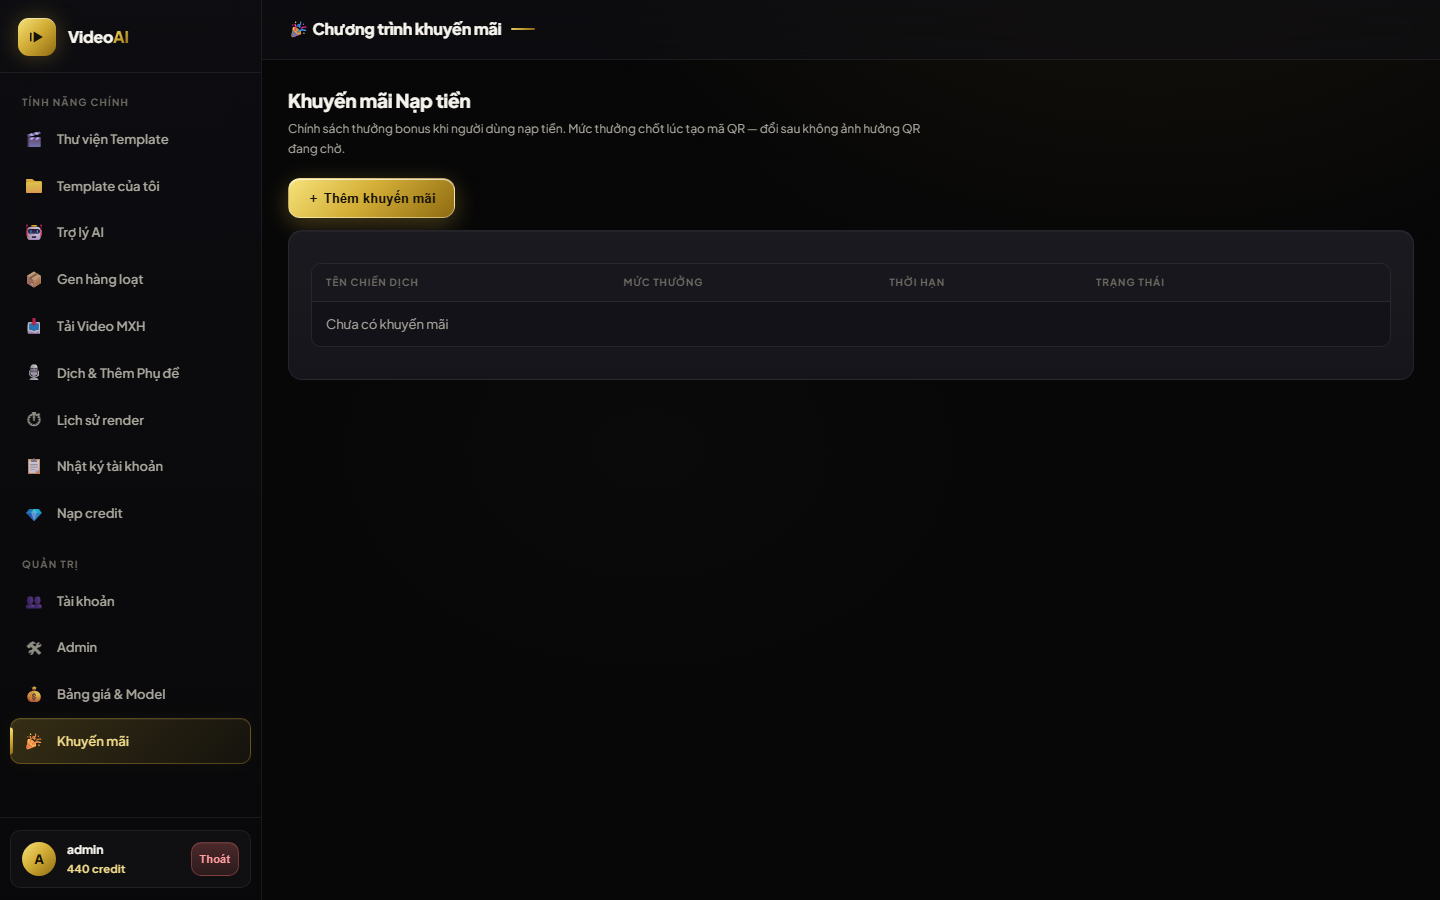 VideoAI
TÍNH NĂNG CHÍNH
Thư viện Template
Template của tôi
Trợ lý AI
Gen hàng loạt
Tải Video MXH
Dịch & Thêm Phụ đề
Lịch sử render
Nhật ký tài khoản
Nạp credit
QUẢN TRỊ
Tài khoản
Admin
Bảng giá & Model
Khuyến mãi
A
admin
440 credit
Thoát
Chương trình khuyến mãi
Khuyến mãi Nạp tiền
Chính sách thưởng bonus khi người dùng nạp tiền. Mức thưởng chốt lúc tạo mã QR — đổi sau không ảnh hưởng QR
đang chờ.
+ Thêm khuyến mãi
TÊN CHIẾN DỊCH MỨC THƯỞNG THỜI HẠN TRẠNG THÁI
Chưa có khuyến mãi